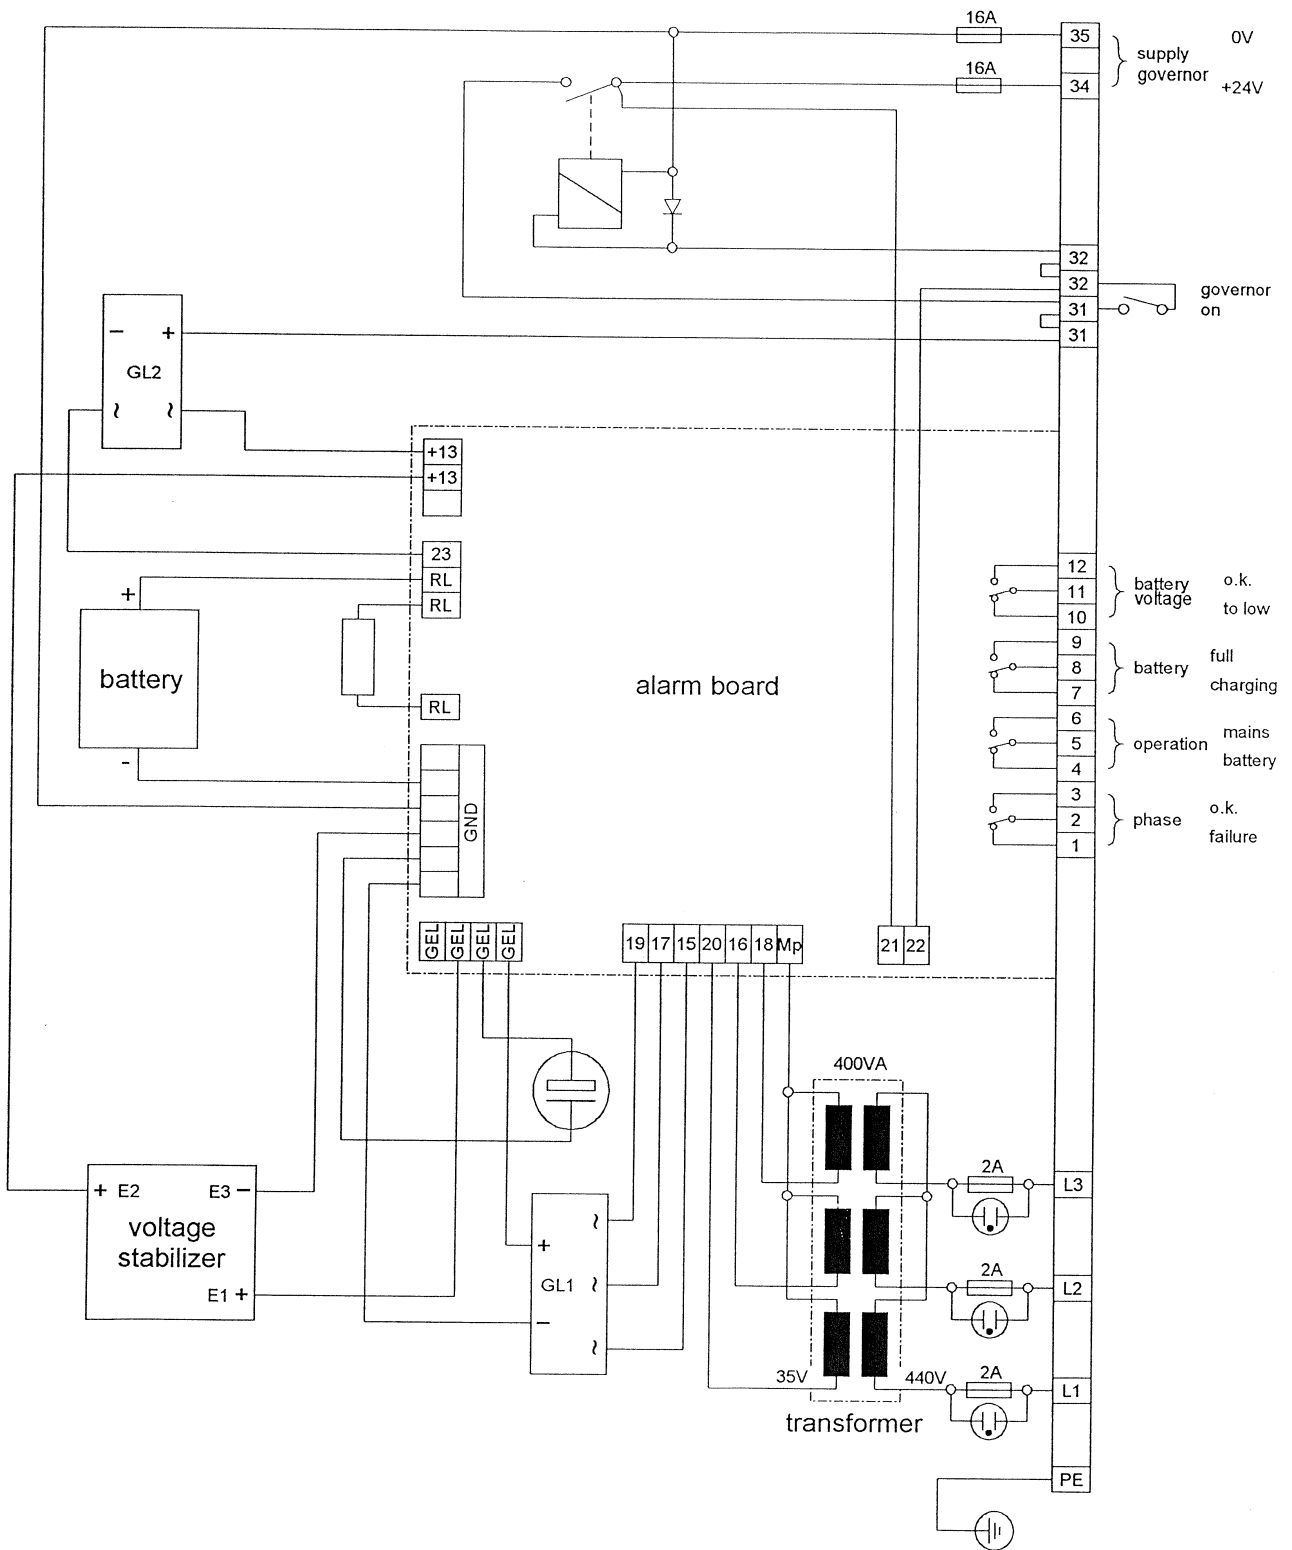 16A
35
0V
supply
governor
16A
34
+24V
32
32
31
31
governor
on
− +
GL2
~ ~
+13
+13
23
RL
RL
RL
+
battery
-
alarm board
12
11
10
battery
voltage
o.k.
to low
9
8
7
battery
full
charging
6
5
4
operation
mains
battery
3
2
1
phase
o.k.
failure
GND
GEL GEL GEL GEL
19 17 15 20 16 18 Mp
21 22
400VA
+ E2 E3 −
voltage
stabilizer
E1 +
~
+
GL1 ~
−
~
2A
L3
2A
L2
35V
440V
2A
L1
transformer
PE